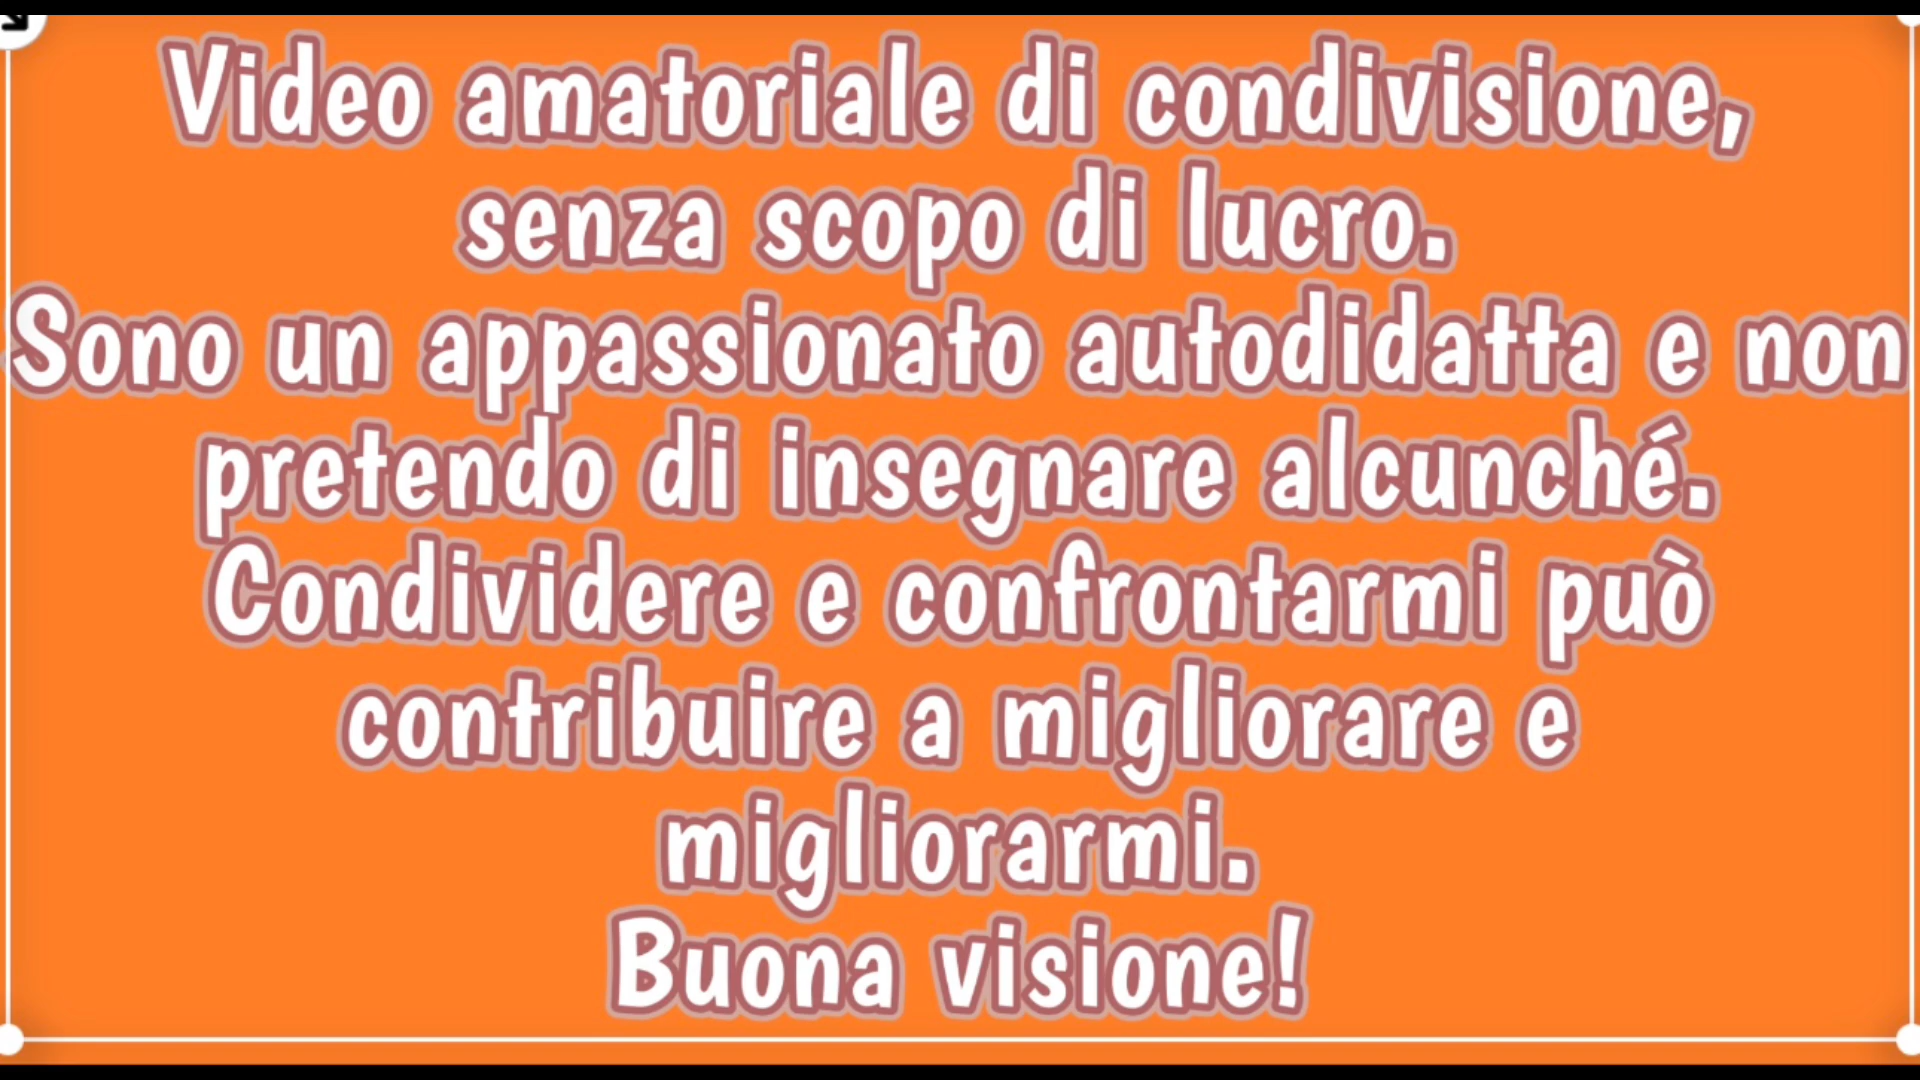 Video amatoriale di condivisione,
senza scopo di lucro.
Sono un appassionato autodidatta e non
pretendo di insegnare alcunché.
Condividere e confrontarmi può
contribuire a migliorare e
migliorarmi.
Buona visione!